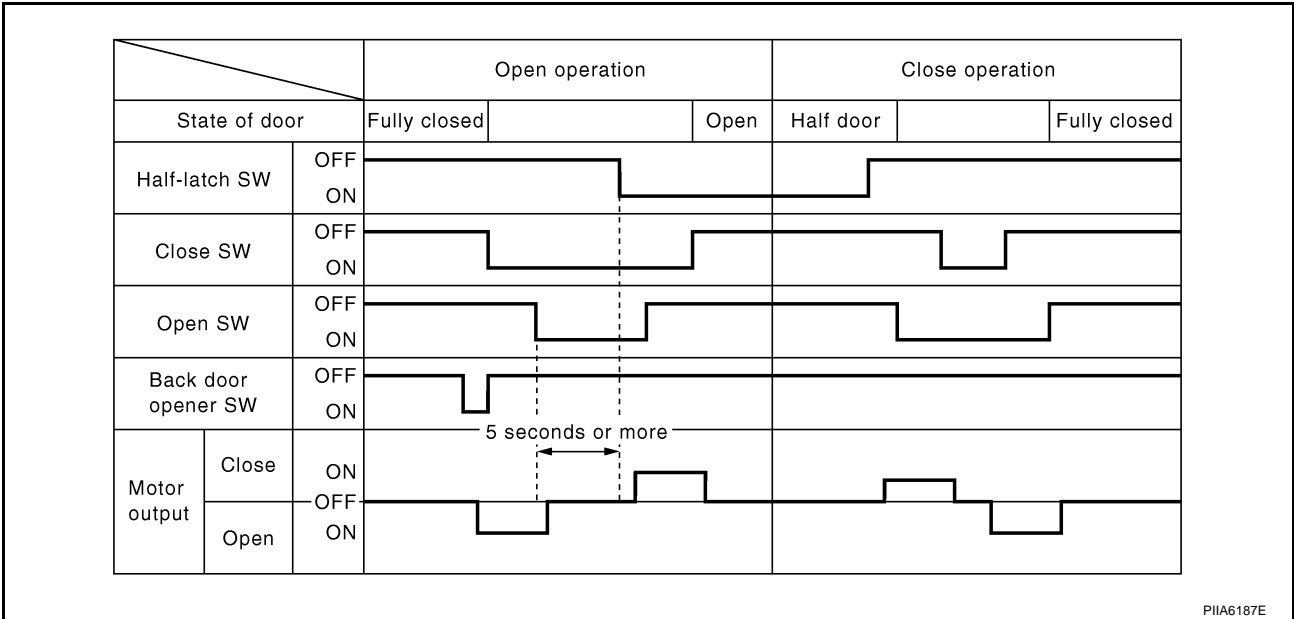 Open operation
Close operation
State of door
Fully closed
Open
Half door
Fully closed
Half-latch SW
OFF
ON
Close SW
OFF
ON
Open SW
OFF
ON
Back door
opener SW
OFF
ON
5 seconds or more
Motor
output
Close
ON
OFF
Open
ON
PIIA6187E